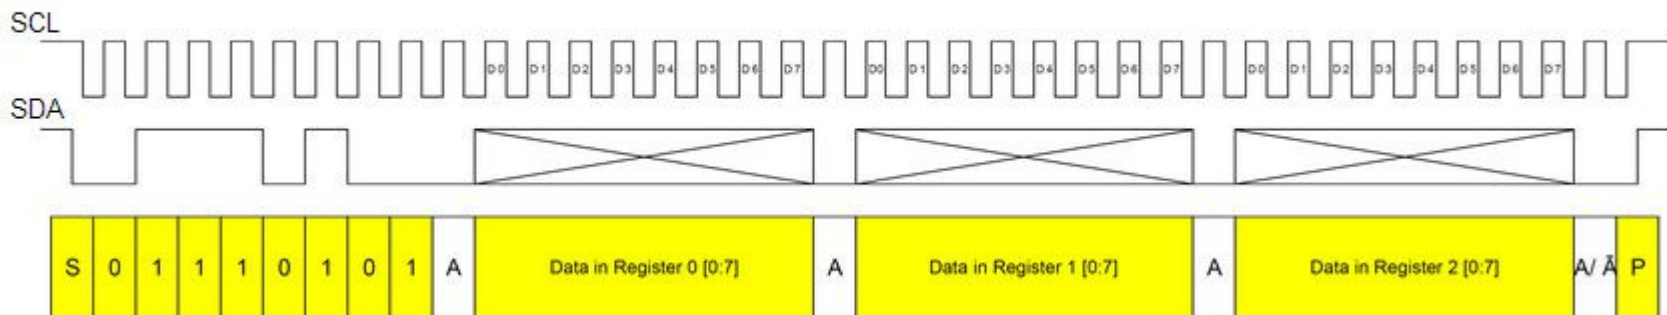 SCL
D0 D1 D2 D3 D4 D5 D6 D7 D0 D1 D2 D3 D4 D5 D6 D7 D0 D1 D2 D3 D4 D5 D6 D7
SDA
S 0 1 1 1 0 1 0 1 A Data in Register 0 [0:7] A Data in Register 1 [0:7] A Data in Register 2 [0:7] A/ Ā P